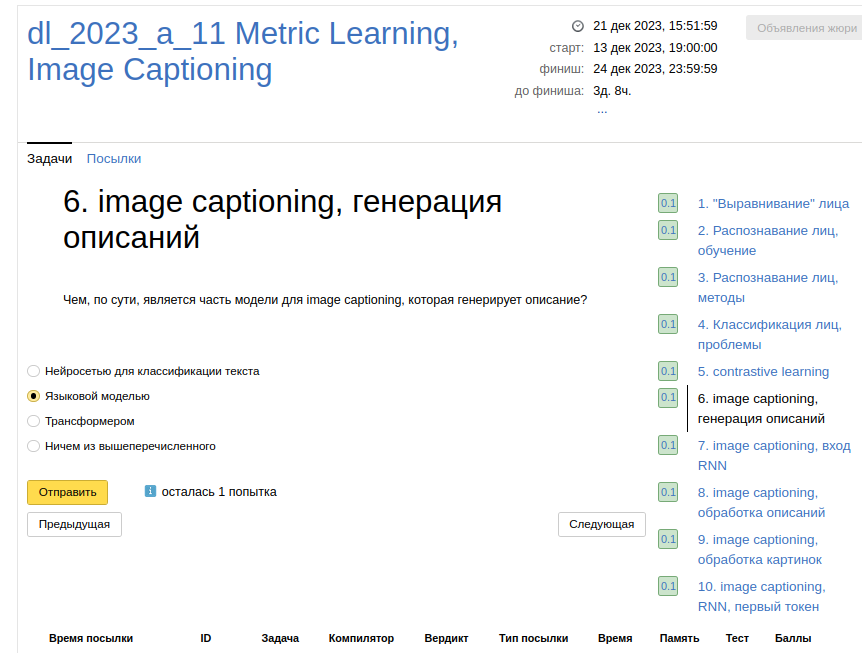 dl_2023_a_11 Metric Learning,
Image Captioning
21 дек 2023, 15:51:59
старт: 13 дек 2023, 19:00:00
финиш: 24 дек 2023, 23:59:59
до финиша: 3д. 8ч.
...
Объявления жюри
Задачи Посылки
6. image captioning, генерация
описаний
Чем, по сути, является часть модели для image captioning, которая генерирует описание?
Нейросетью для классификации текста
Языковой моделью
Трансформером
Ничем из вышеперечисленного
Отправить
осталась 1 попытка
Предыдущая
Следующая
0.1 1. "Выравнивание" лица
0.1 2. Распознавание лиц,
обучение
0.1 3. Распознавание лиц,
методы
0.1 4. Классификация лиц,
проблемы
0.1 5. contrastive learning
0.1 6. image captioning,
генерация описаний
0.1 7. image captioning, вход
RNN
0.1 8. image captioning,
обработка описаний
0.1 9. image captioning,
обработка картинок
0.1 10. image captioning,
RNN, первый токен
Время посылки ID Задача Компилятор Вердикт Тип посылки Время Память Тест Баллы